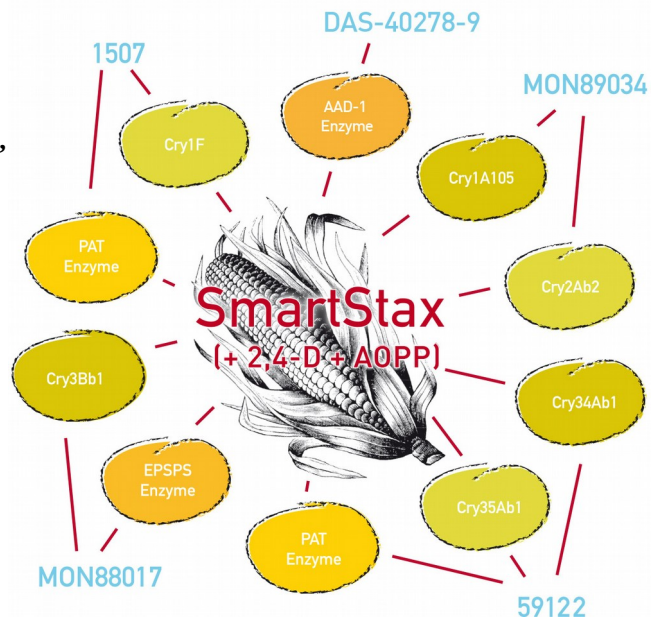 DAS-40278-9
1507
MON89034
AAD-1
Enzyme
Cry1F
,
Cry1A105
PAT
Enzyme
Cry2Ab2
SmartStax
(+ 2,4-D + AOPP)
Cry3Bb1
Cry34Ab1
EPSPS
Enzyme
Cry35Ab1
PAT
Enzyme
MON88017
59122